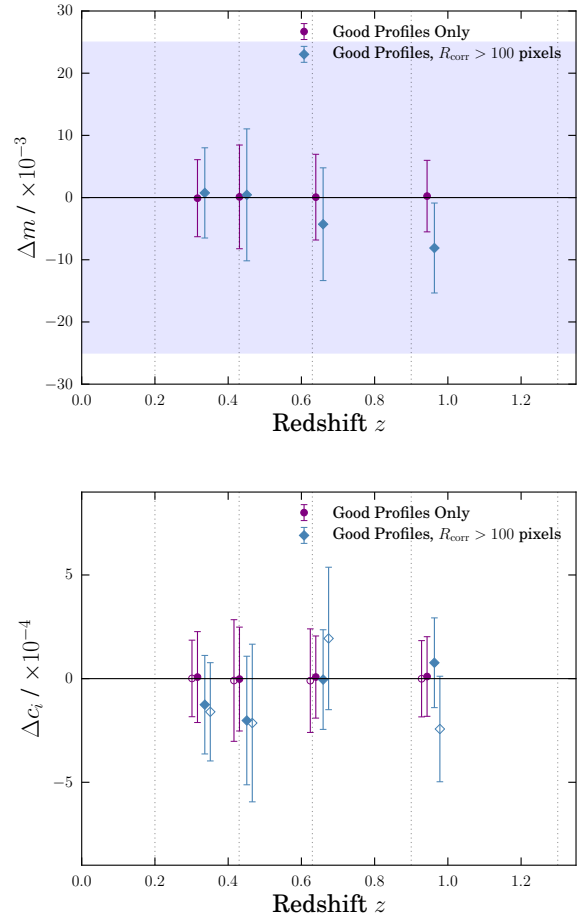 30
20
10
0
−10
−20
−30
Δm / ×10⁻³
Good Profiles Only
Good Profiles, R_corr > 100 pixels
0.0 0.2 0.4 0.6 0.8 1.0 1.2
Redshift z
5
0
−5
Δc_i / ×10⁻⁴
Good Profiles Only
Good Profiles, R_corr > 100 pixels
0.0 0.2 0.4 0.6 0.8 1.0 1.2
Redshift z